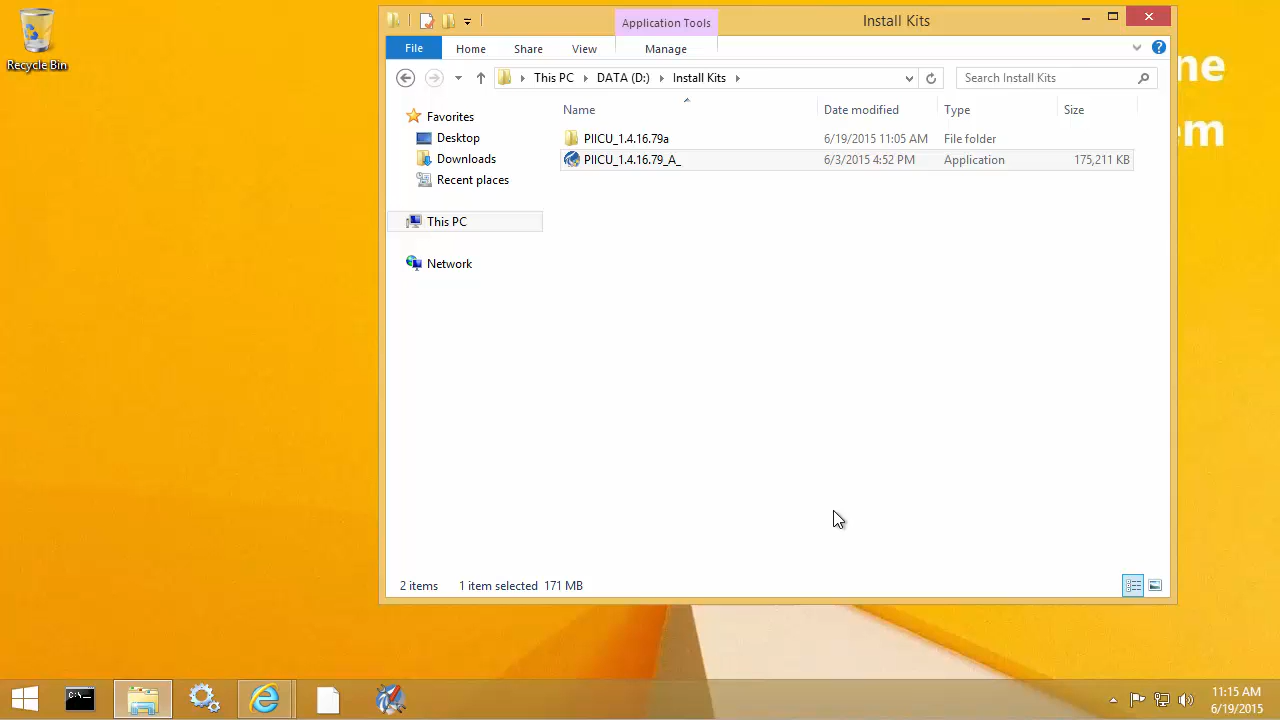 Recycle Bin
Application Tools
Install Kits
File
Home
Share
View
Manage
This PC
DATA (D:)
Install Kits
Search Install Kits
ne
em
Favorites
Desktop
Downloads
Recent places
This PC
Network
Name
Date modified
Type
Size
PIICU_1.4.16.79a
6/19/2015 11:05 AM
File folder
PIICU_1.4.16.79_A_
6/3/2015 4:52 PM
Application
175,211 KB
2 items
1 item selected 171 MB
C:\_
11:15 AM
6/19/2015